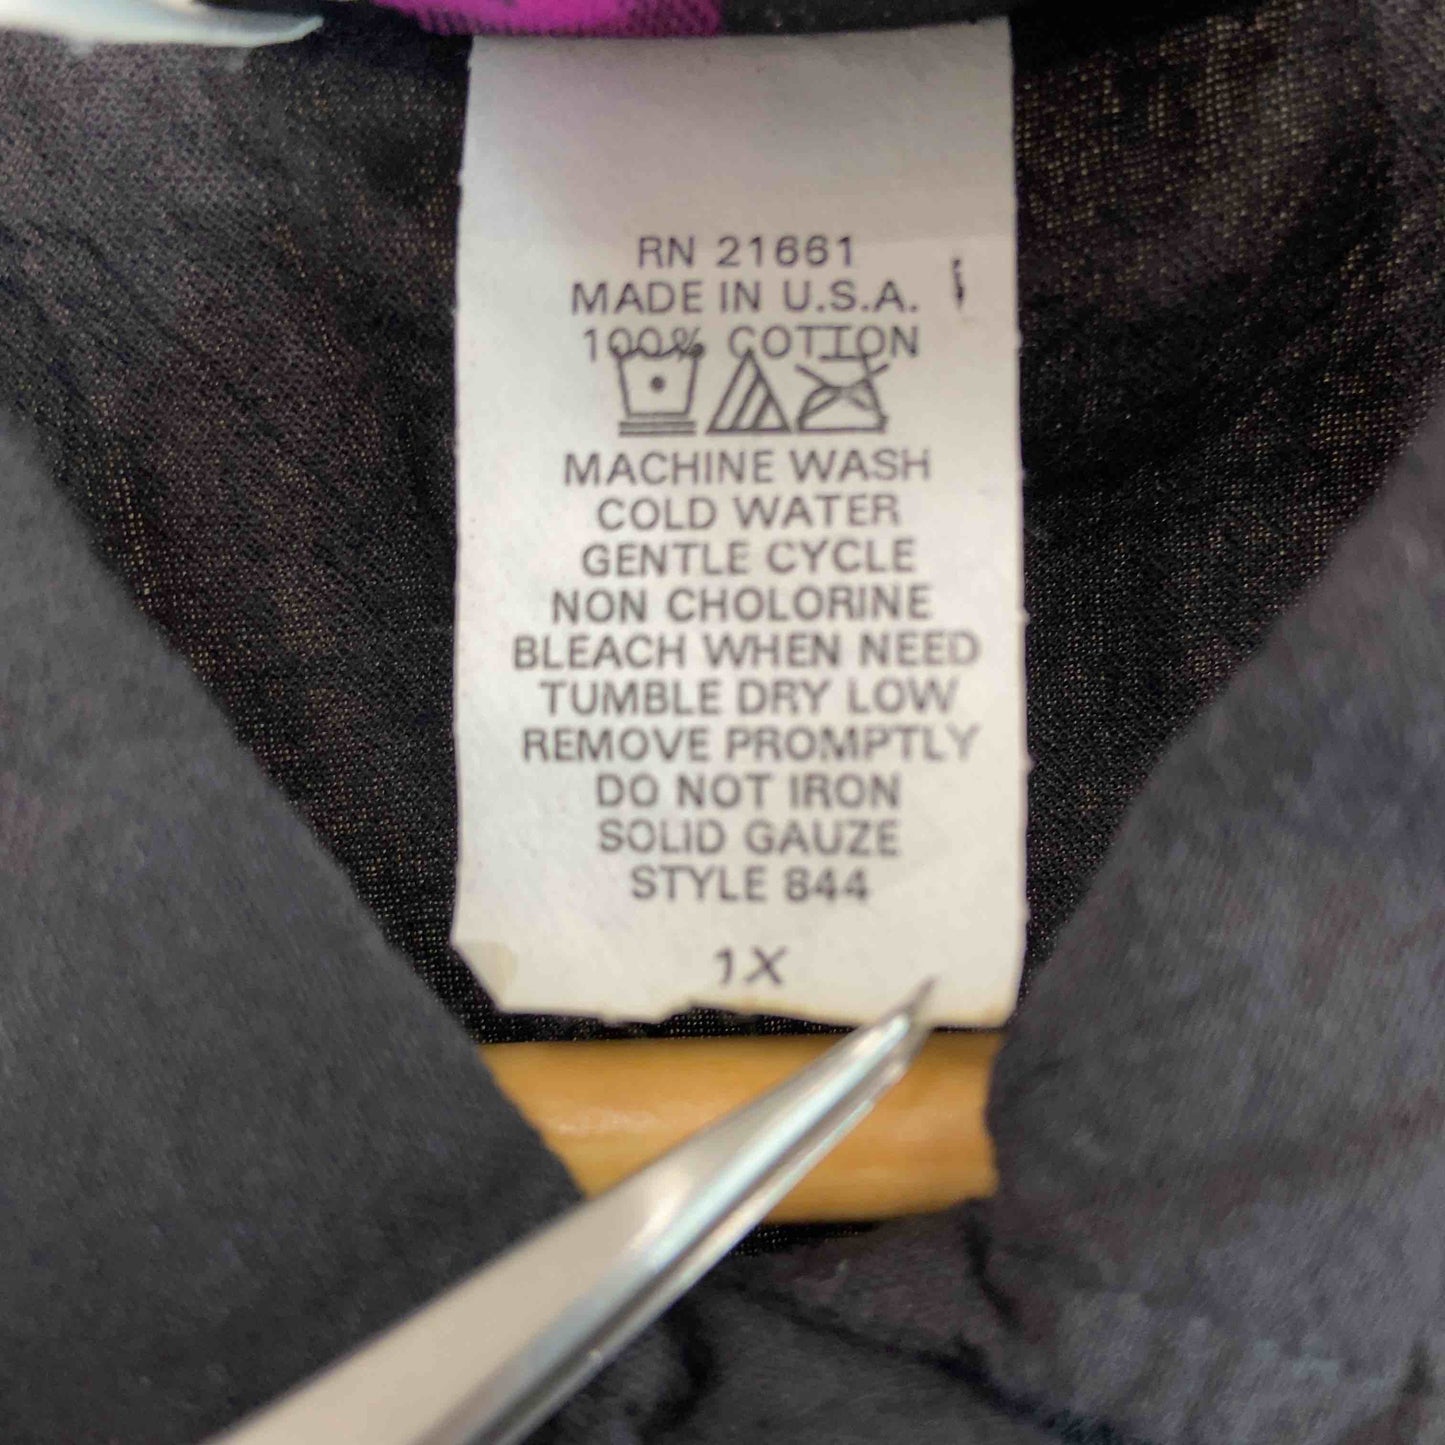 RN 21661
MADE IN U.S.A.
100% COTTON
MACHINE WASH
COLD WATER
GENTLE CYCLE
NON CHOLORINE
BLEACH WHEN NEED
TUMBLE DRY LOW
REMOVE PROMPTLY
DO NOT IRON
SOLID GAUZE
STYLE 844
1X